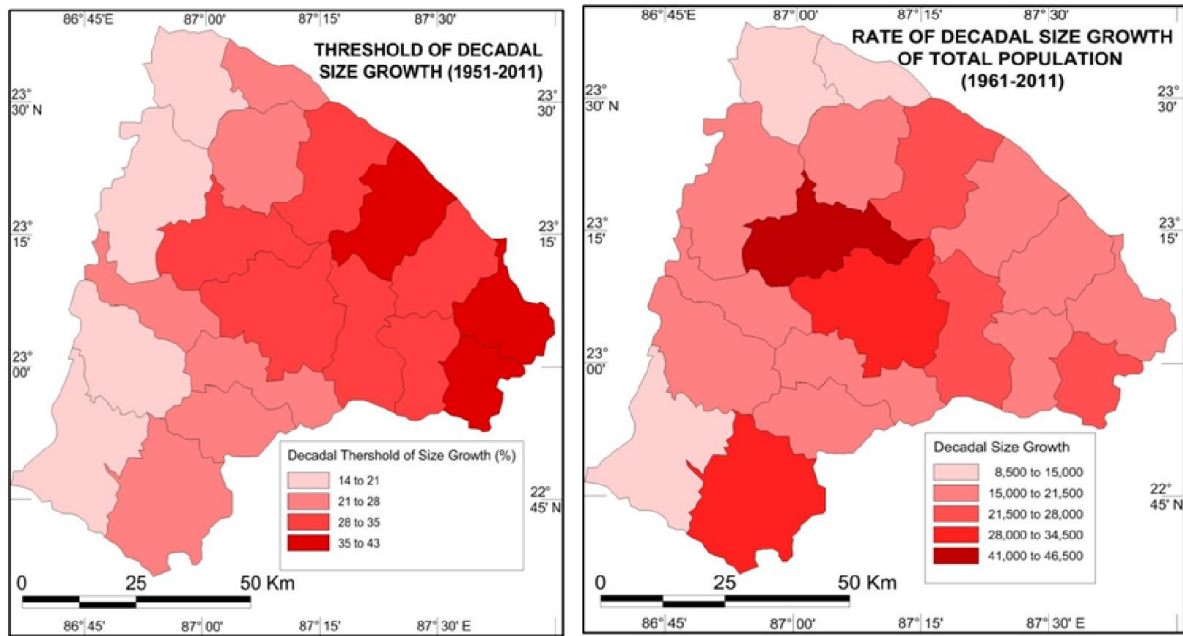 86°45'E 87°00' 87°15' 87°30'
THRESHOLD OF DECADAL
SIZE GROWTH (1951-2011)
23°
30' N
23°
30'
23°
15'
23°
15'
23°
00'
23°
00'
22°
45' N
Decadal Thershold of Size Growth (%)
14 to 21
21 to 28
28 to 35
35 to 43
0 25 50 Km
86°45' 87°00' 87°15' 87°30' E
86°45'E 87°00' 87°15' 87°30'
RATE OF DECADAL SIZE GROWTH
OF TOTAL POPULATION
(1961-2011)
23°
30' N
23°
30'
23°
15'
23°
15'
23°
00'
23°
00'
22°
45' N
Decadal Size Growth
8,500 to 15,000
15,000 to 21,500
21,500 to 28,000
28,000 to 34,500
41,000 to 46,500
0 25 50 Km
86°45' 87°00' 87°15' 87°30' E